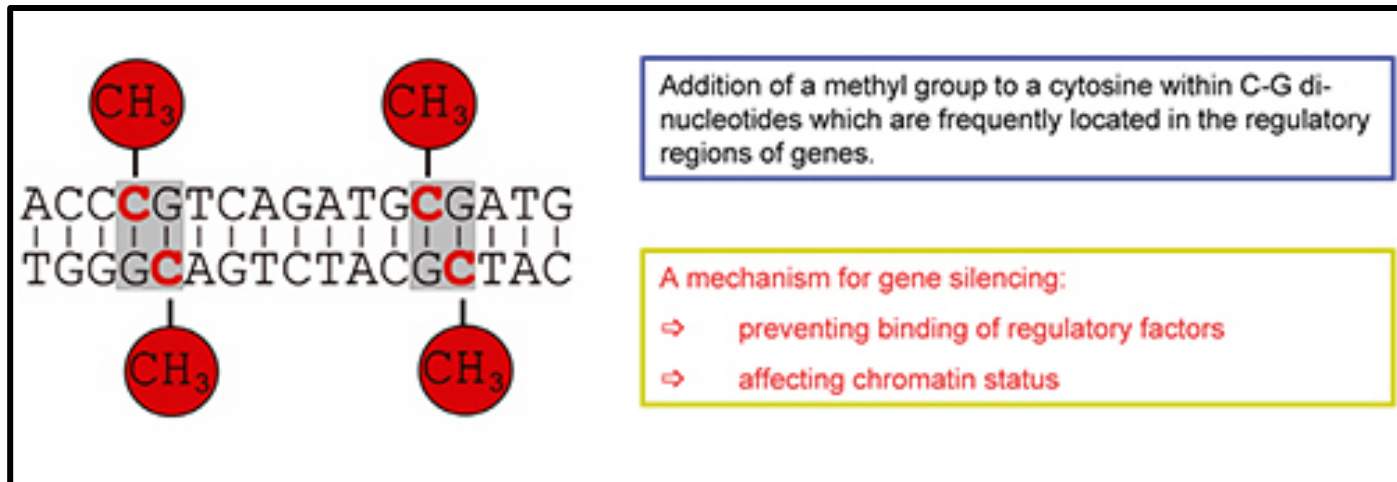 CH3 CH3
ACCCGTCAGATGCGATG
TGGGCAGTCTACGCTAC
CH3 CH3
Addition of a methyl group to a cytosine within C-G di-
nucleotides which are frequently located in the regulatory
regions of genes.
A mechanism for gene silencing:
⇨ preventing binding of regulatory factors
⇨ affecting chromatin status